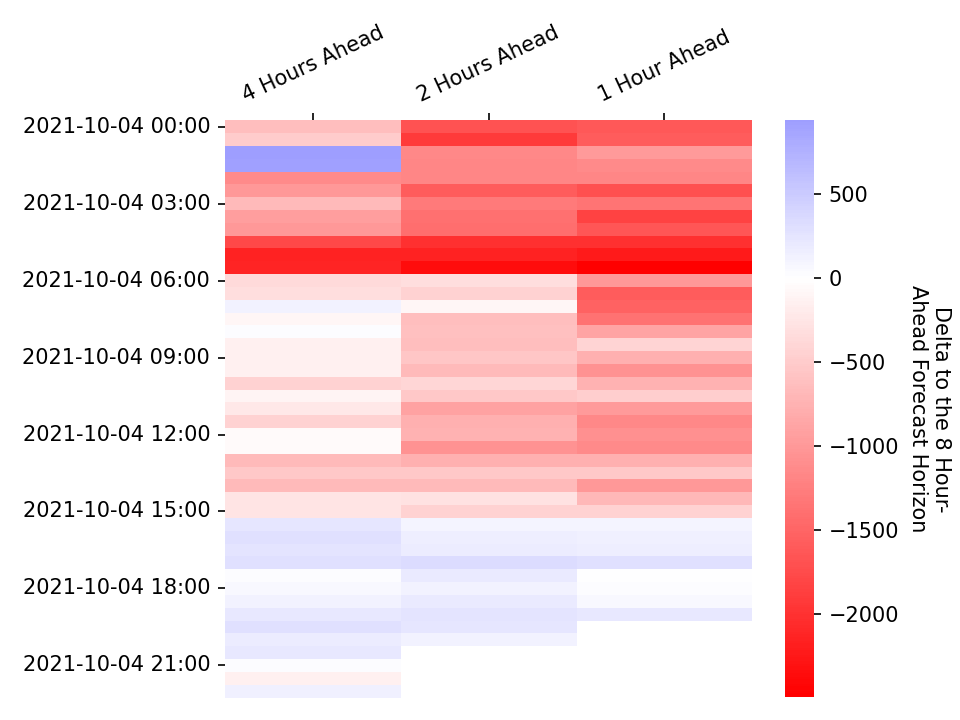 4 Hours Ahead
2 Hours Ahead
1 Hour Ahead
2021-10-04 00:00
2021-10-04 03:00
2021-10-04 06:00
2021-10-04 09:00
2021-10-04 12:00
2021-10-04 15:00
2021-10-04 18:00
2021-10-04 21:00
500
0
−500
−1000
−1500
−2000
Delta to the 8 Hour-
Ahead Forecast Horizon